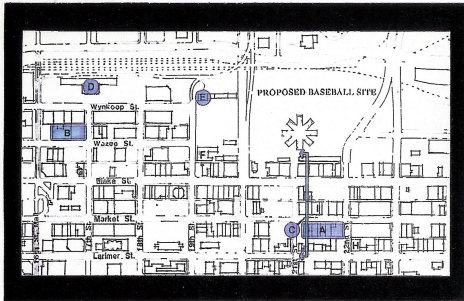 D
E
PROPOSED BASEBALL SITE
Wynkoop St.
B
Wazee St.
Blake St.
Market St.
C
A
Larimer St.